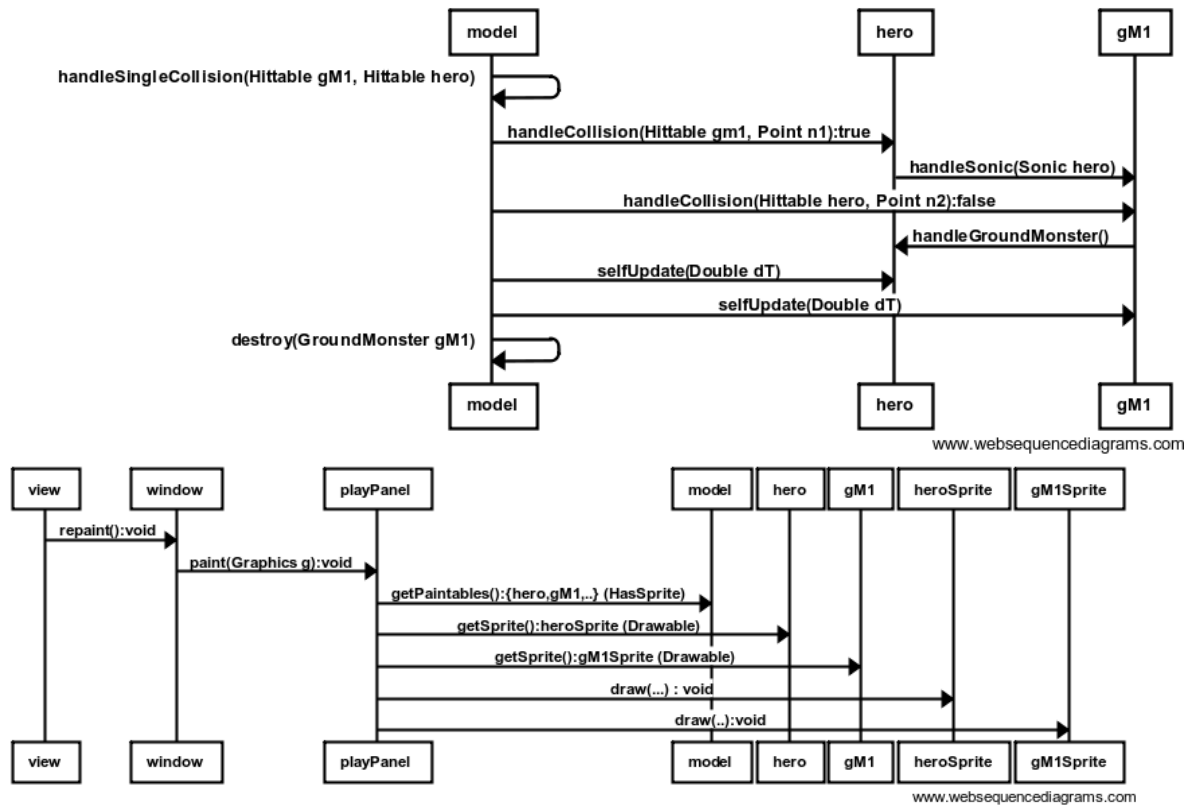 model hero gM1
handleSingleCollision(Hittable gM1, Hittable hero)
handleCollision(Hittable gm1, Point n1):true
handleSonic(Sonic hero)
handleCollision(Hittable hero, Point n2):false
handleGroundMonster()
selfUpdate(Double dT)
selfUpdate(Double dT)
destroy(GroundMonster gM1)
model hero gM1
www.websequencediagrams.com
view window playPanel model hero gM1 heroSprite gM1Sprite
repaint():void
paint(Graphics g):void
getPaintables():{hero,gM1,..} (HasSprite)
getSprite():heroSprite (Drawable)
getSprite():gM1Sprite (Drawable)
draw(...) : void
draw(..):void
view window playPanel model hero gM1 heroSprite gM1Sprite
www.websequencediagrams.com